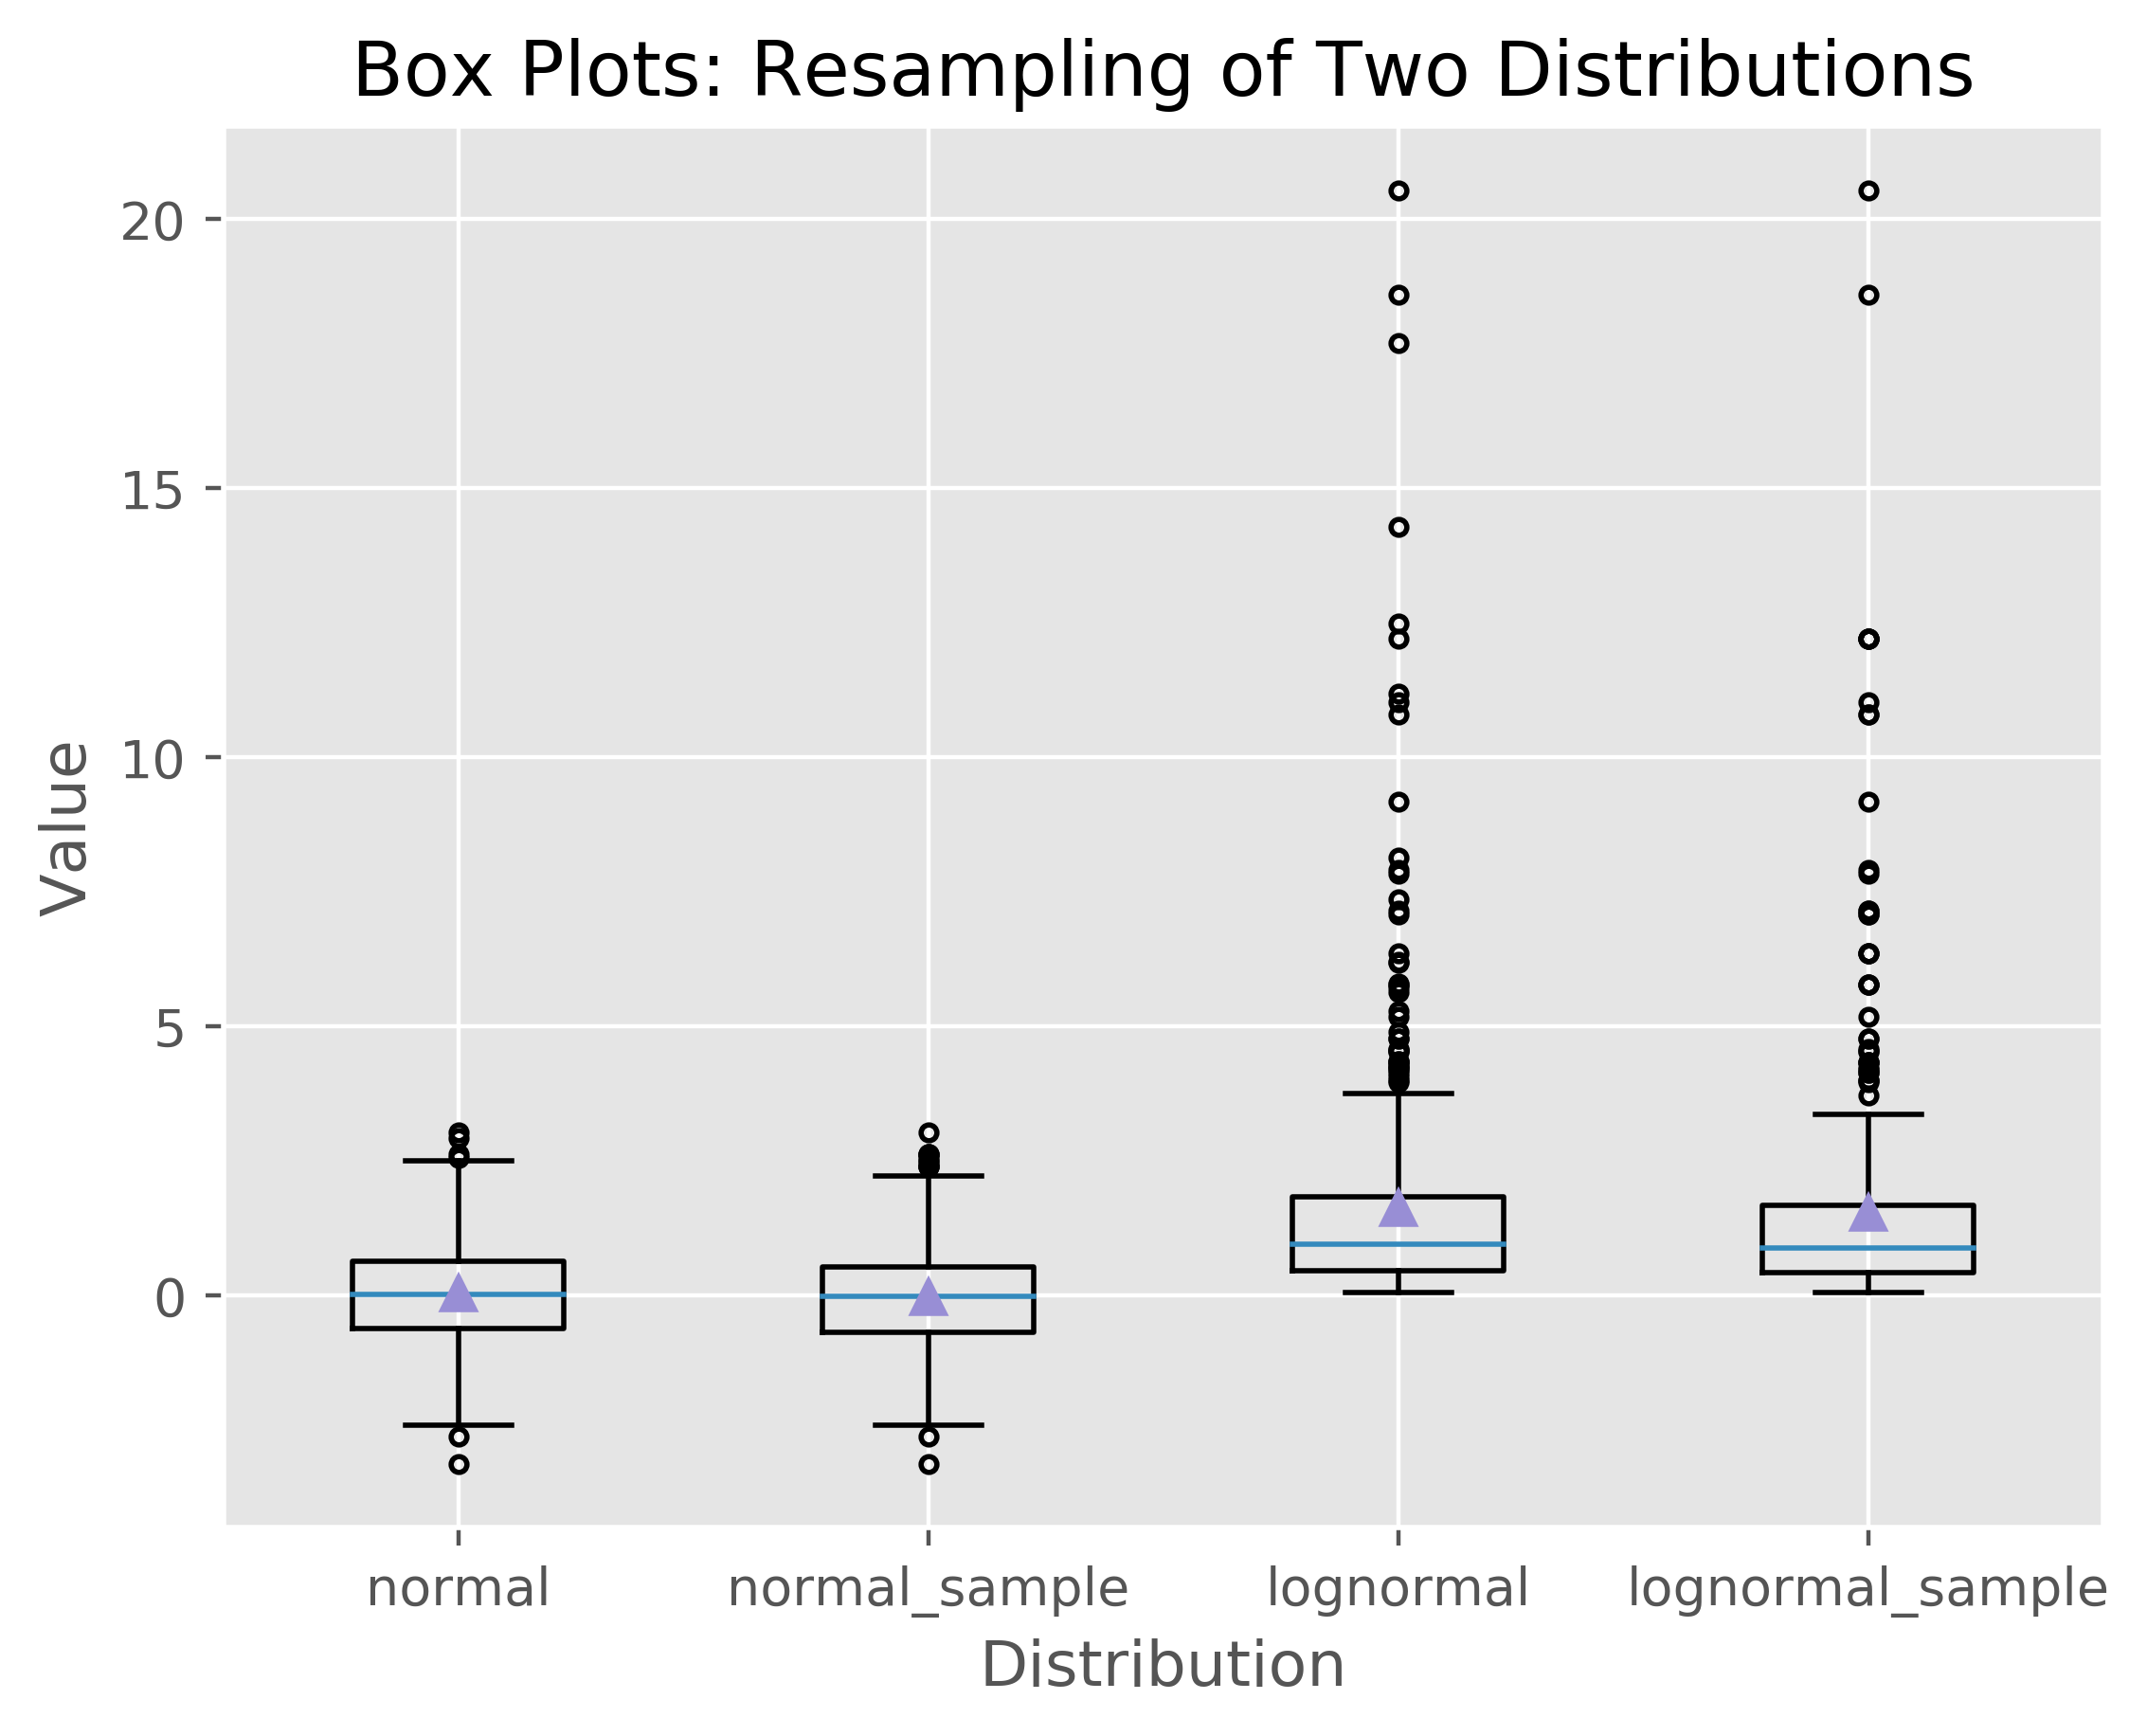 Box Plots: Resampling of Two Distributions
20
15
10
5
0
Value
normal normal_sample lognormal lognormal_sample
Distribution